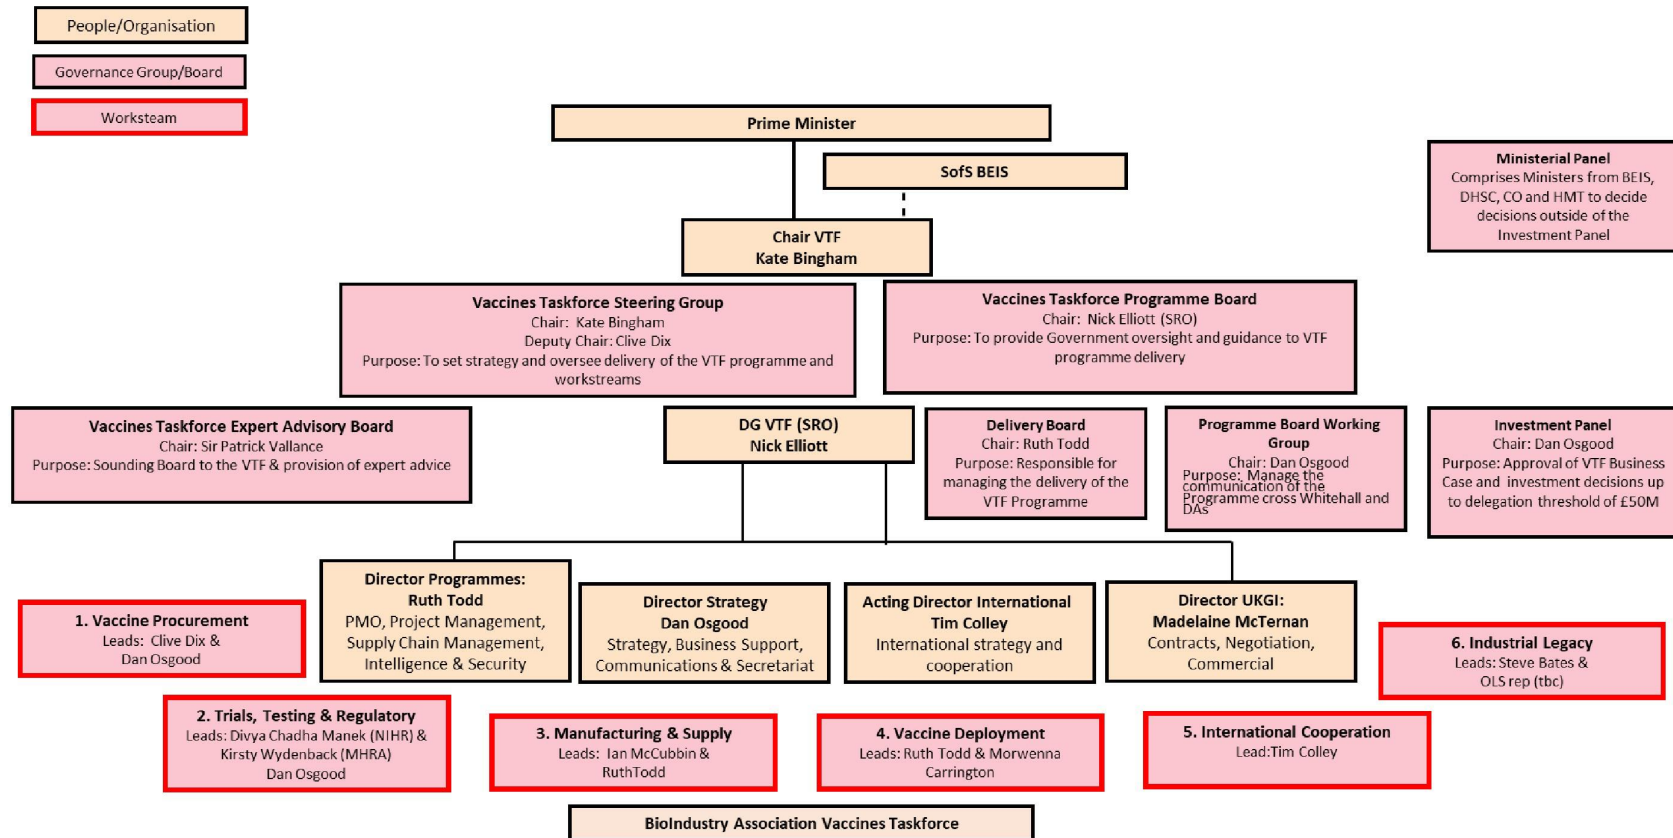 People/Organisation
Governance Group/Board
Worksteam
Prime Minister
SofS BEIS
Chair VTF
Kate Bingham
Ministerial Panel
Comprises Ministers from BEIS,
DHSC, CO and HMT to decide
decisions outside of the
Investment Panel
Vaccines Taskforce Steering Group
Chair: Kate Bingham
Deputy Chair: Clive Dix
Purpose: To set strategy and oversee delivery of the VTF programme and
workstreams
Vaccines Taskforce Programme Board
Chair: Nick Elliott (SRO)
Purpose: To provide Government oversight and guidance to VTF
programme delivery
Vaccines Taskforce Expert Advisory Board
Chair: Sir Patrick Vallance
Purpose: Sounding Board to the VTF & provision of expert advice
DG VTF (SRO)
Nick Elliott
Delivery Board
Chair: Ruth Todd
Purpose: Responsible for
managing the delivery of the
VTF Programme
Programme Board Working
Group
Chair: Dan Osgood
Purpose: Manage the
communication of the
Programme cross Whitehall and
DAs
Investment Panel
Chair: Dan Osgood
Purpose: Approval of VTF Business
Case and investment decisions up
to delegation threshold of £50M
Director Programmes:
Ruth Todd
PMO, Project Management,
Supply Chain Management,
Intelligence & Security
Director Strategy
Dan Osgood
Strategy, Business Support,
Communications & Secretariat
Acting Director International
Tim Colley
International strategy and
cooperation
Director UKGI:
Madelaine McTernan
Contracts, Negotiation,
Commercial
1. Vaccine Procurement
Leads: Clive Dix &
Dan Osgood
2. Trials, Testing & Regulatory
Leads: Divya Chadha Manek (NIHR) &
Kirsty Wydenback (MHRA)
Dan Osgood
3. Manufacturing & Supply
Leads: Ian McCubbin &
RuthTodd
4. Vaccine Deployment
Leads: Ruth Todd & Morwenna
Carrington
5. International Cooperation
Lead:Tim Colley
6. Industrial Legacy
Leads: Steve Bates &
OLS rep (tbc)
BioIndustry Association Vaccines Taskforce